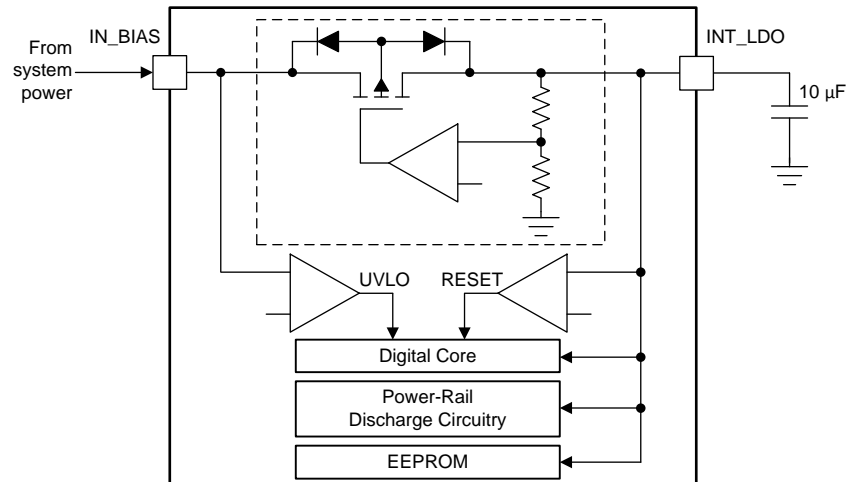 IN_BIAS
INT_LDO
From
system
power
10 µF
UVLO
RESET
Digital Core
Power-Rail
Discharge Circuitry
EEPROM